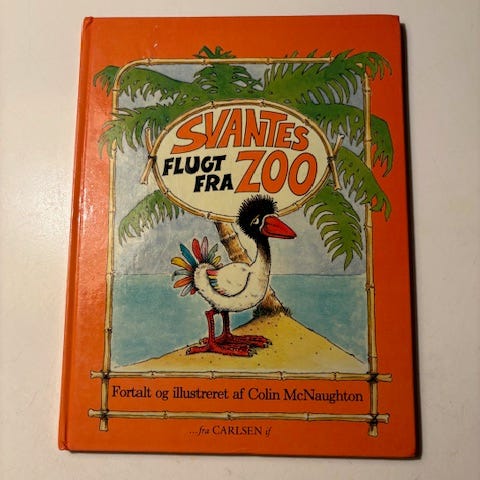 SVANTES
FLUGT
FRA ZOO
Fortalt og illustreret af Colin McNaughton
...fra CARLSEN if